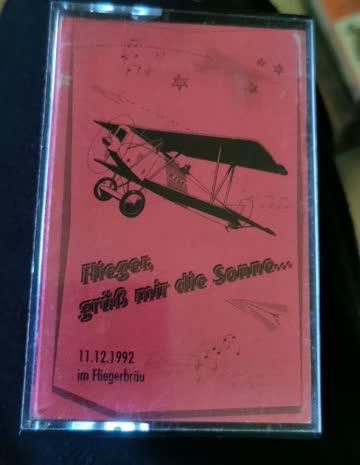 Flieger,
grüß mir die Sonne...
11.12.1992
im Fliegerbräu